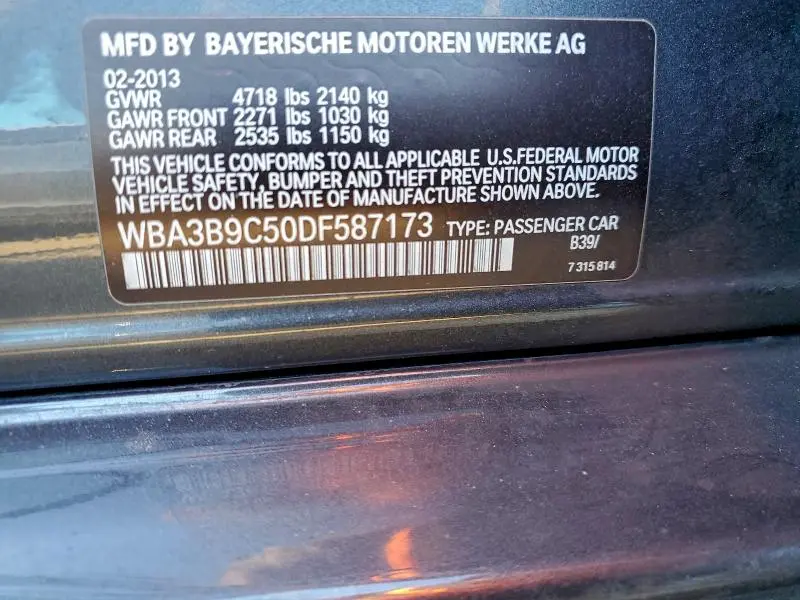 MFD BY BAYERISCHE MOTOREN WERKE AG
02-2013
GVWR 4718 lbs 2140 kg
GAWR FRONT 2271 lbs 1030 kg
GAWR REAR 2535 lbs 1150 kg
THIS VEHICLE CONFORMS TO ALL APPLICABLE U.S.FEDERAL MOTOR
VEHICLE SAFETY, BUMPER AND THEFT PREVENTION STANDARDS
IN EFFECT ON THE DATE OF MANUFACTURE SHOWN ABOVE.
WBA3B9C50DF587173 TYPE: PASSENGER CAR
B39/
7 315 814